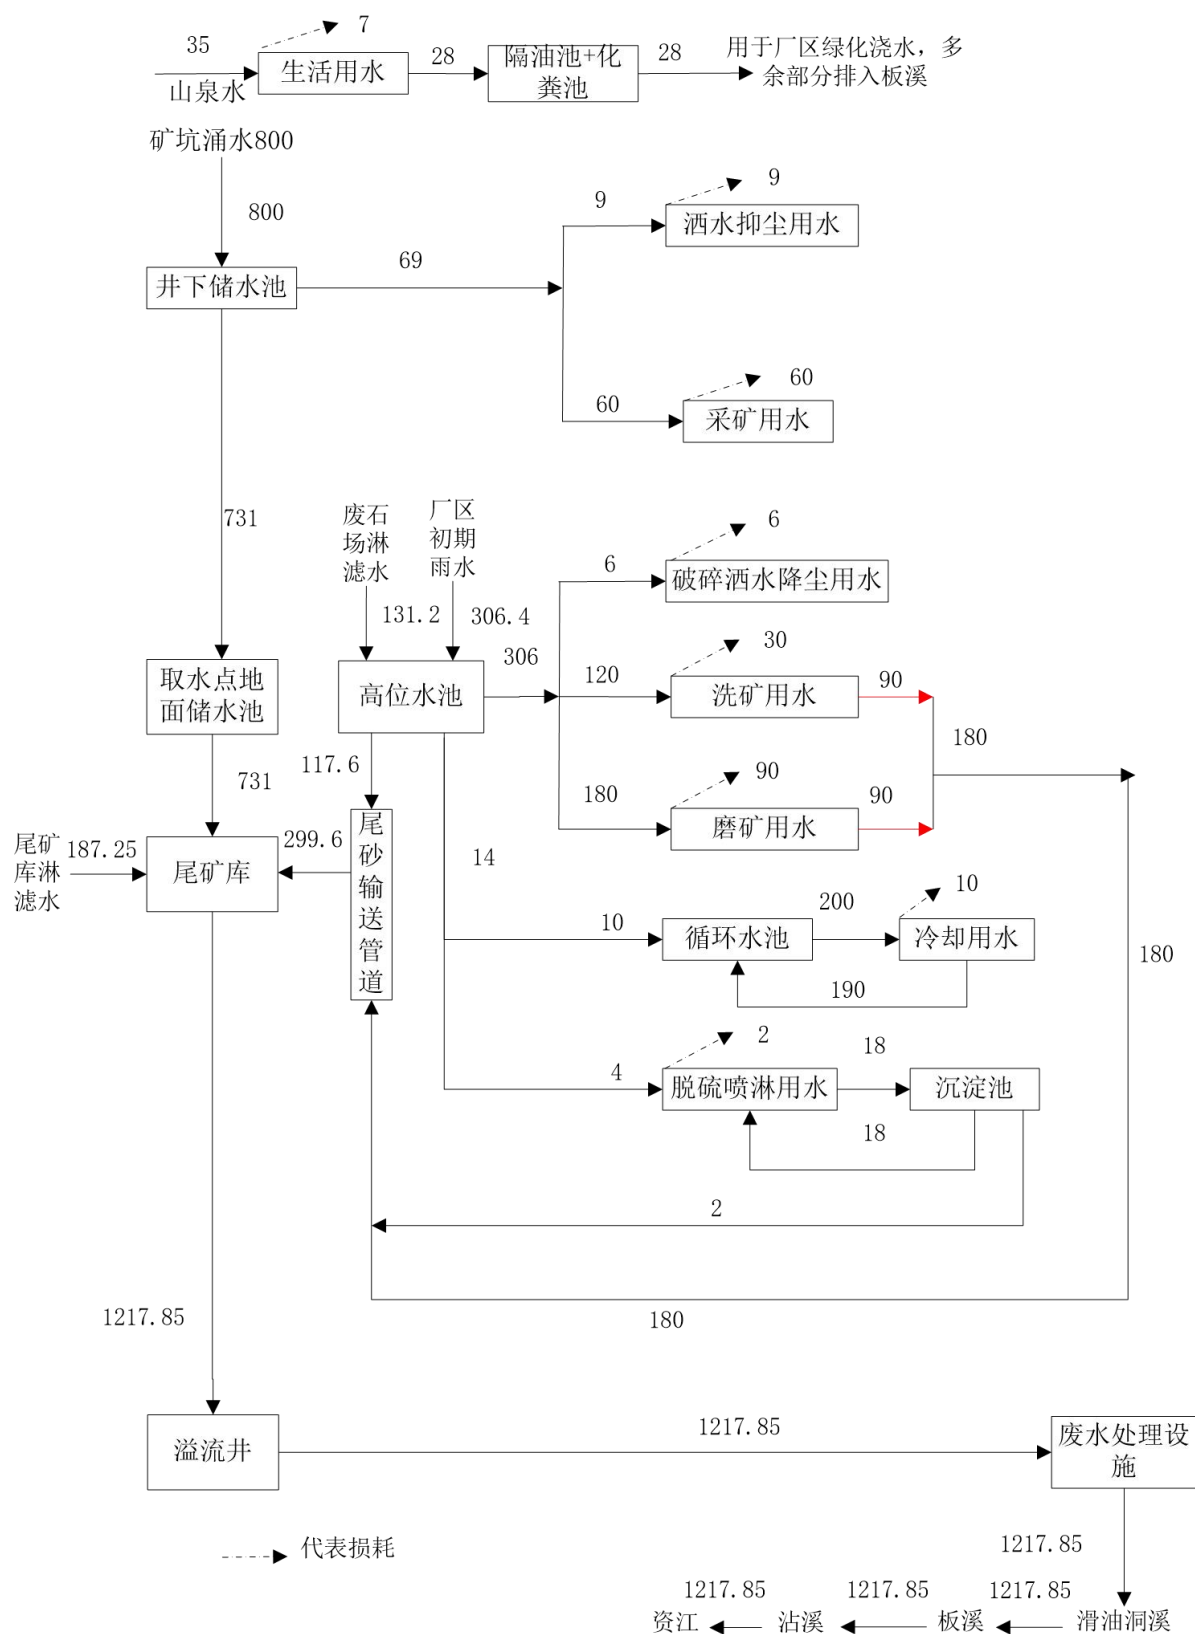 7
35
山泉水
生活用水
28
隔油池+化
粪池
28
用于厂区绿化浇水，多
余部分排入板溪
矿坑涌水800
800
井下储水池
69
9
9
洒水抑尘用水
60
60
采矿用水
731
废石
场淋
滤水
131.2
厂区
初期
雨水
306.4
高位水池
306
6
6
破碎洒水降尘用水
120
30
洗矿用水
90
180
90
磨矿用水
90
180
180
取水点地
面储水池
731
117.6
尾矿
库淋
滤水
187.25
尾矿库
299.6
尾
砂
输
送
管
道
14
10
循环水池
200
10
冷却用水
190
4
2
脱硫喷淋用水
18
沉淀池
18
2
180
1217.85
溢流井
1217.85
废水处理设
施
1217.85
代表损耗
1217.85
1217.85
1217.85
资江
沾溪
板溪
滑油洞溪